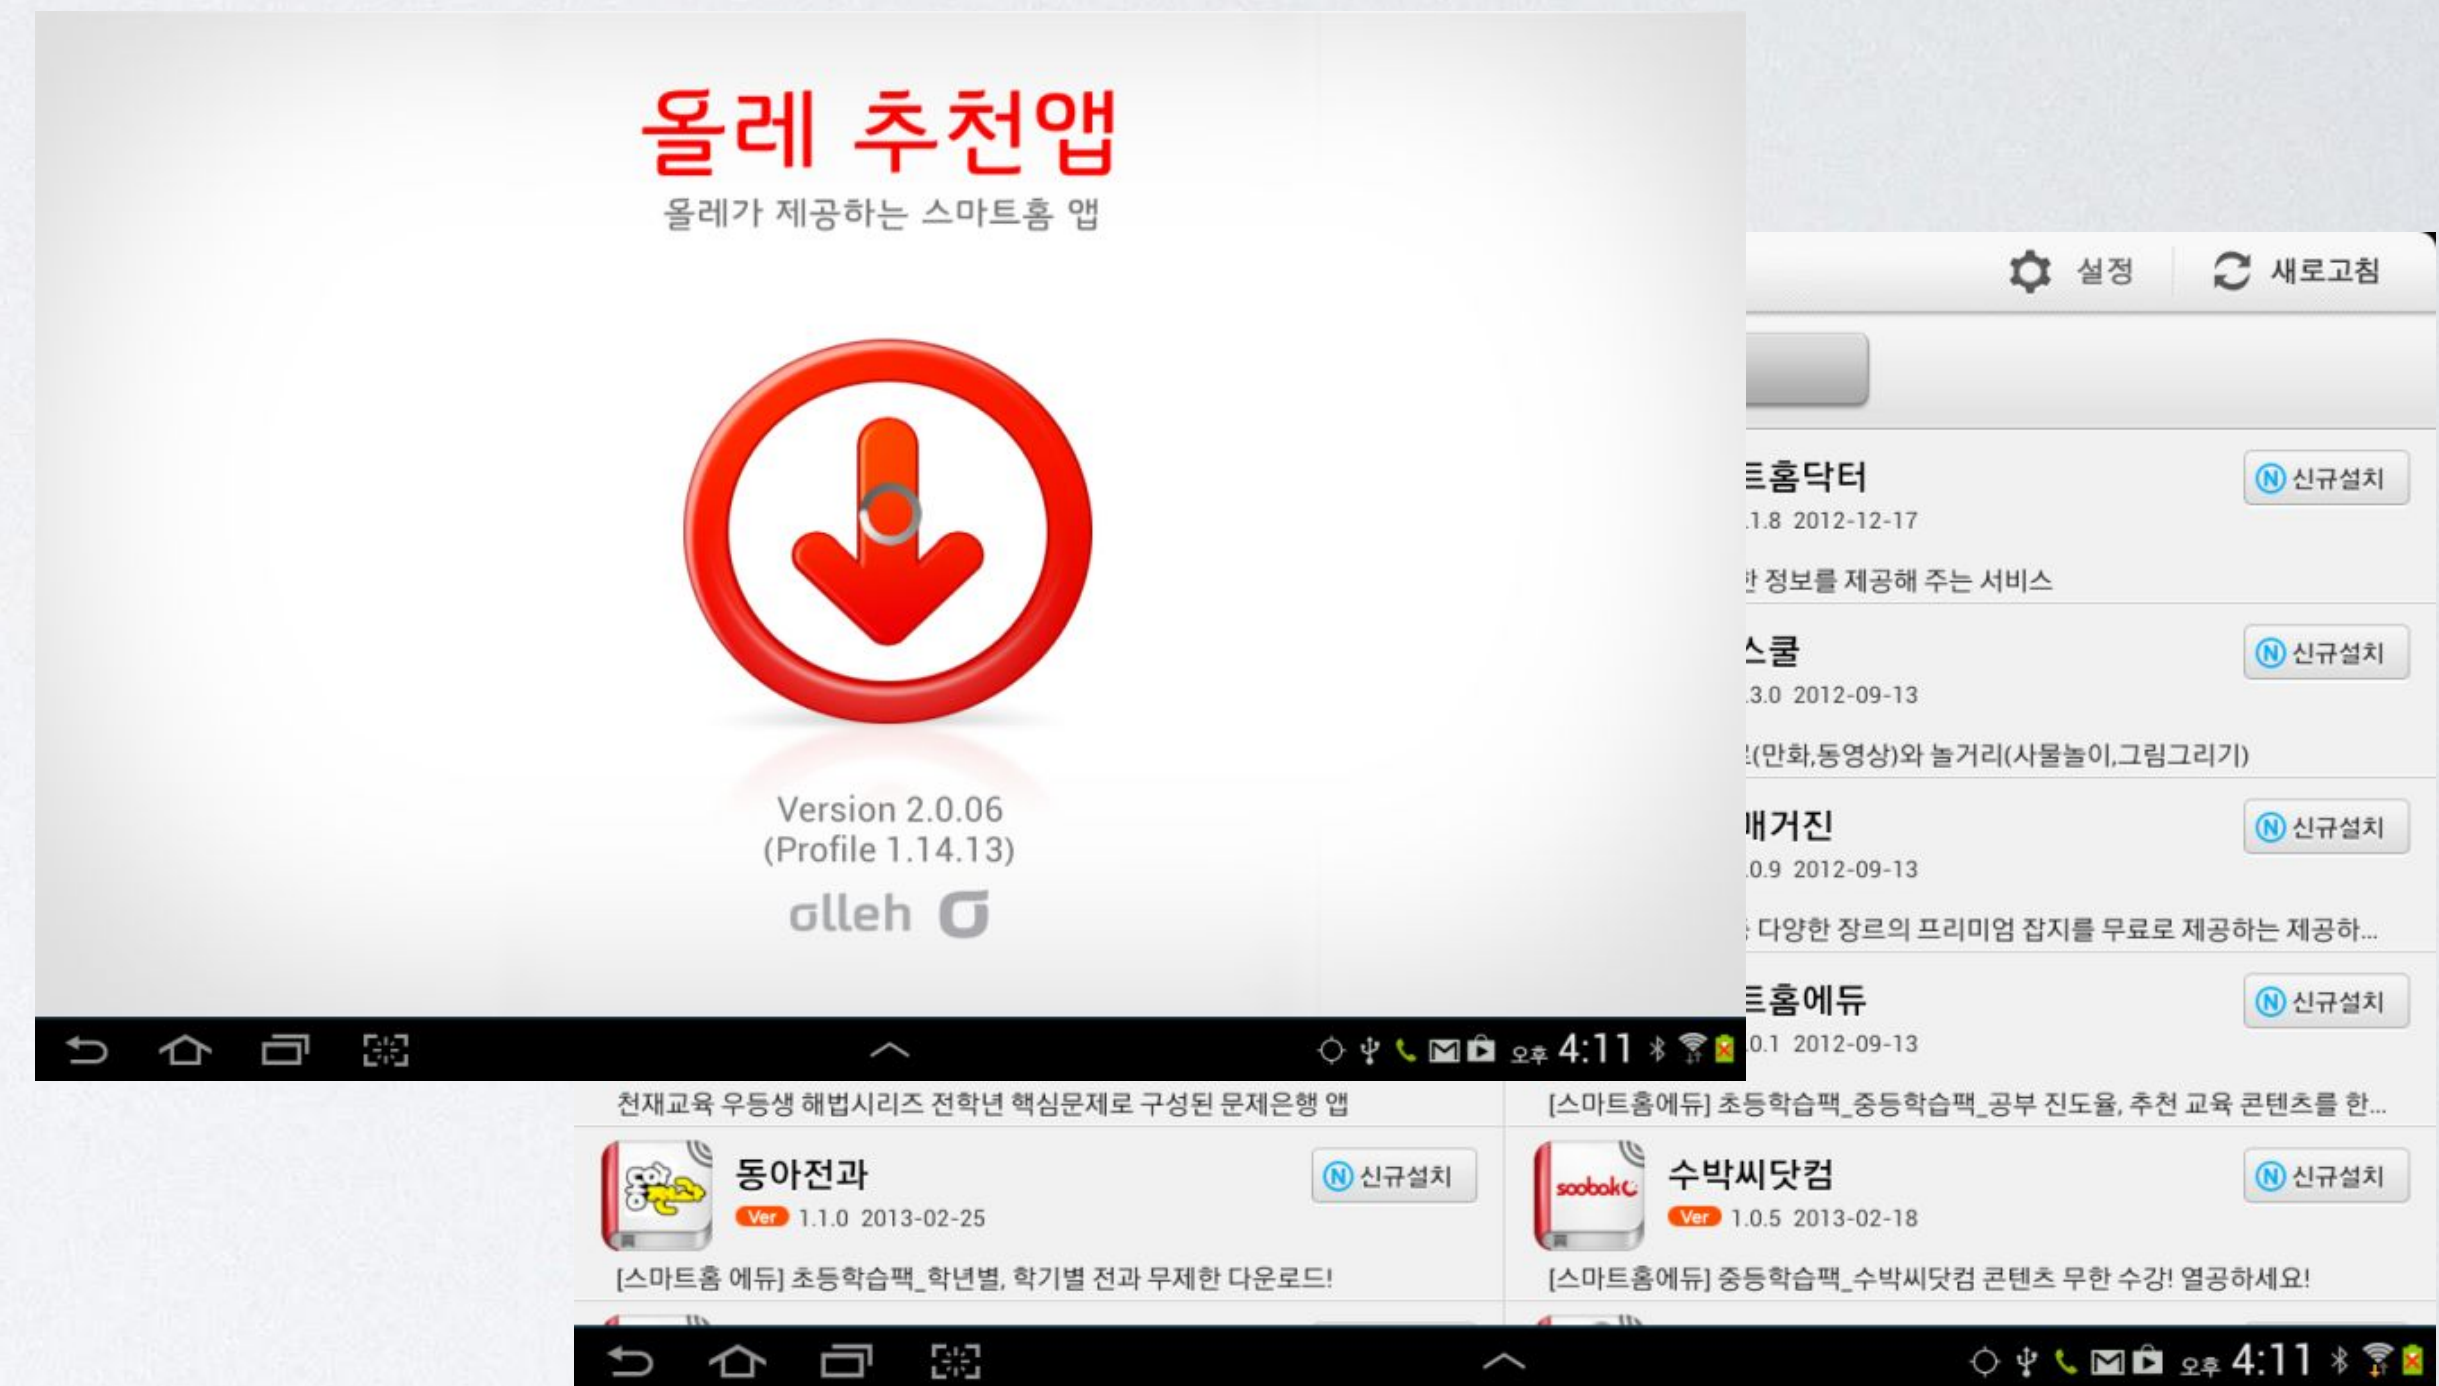 올레 추천앱
올레가 제공하는 스마트홈 앱
Version 2.0.06
(Profile 1.14.13)
olleh
오후 4:11
설정 새로고침
트홈닥터 신규설치
.1.8 2012-12-17
한 정보를 제공해 주는 서비스
스쿨 신규설치
.3.0 2012-09-13
(만화,동영상)와 놀거리(사물놀이,그림그리기)
매거진 신규설치
.0.9 2012-09-13
다양한 장르의 프리미엄 잡지를 무료로 제공하는 제공하...
트홈에듀 신규설치
.0.1 2012-09-13
천재교육 우등생 해법시리즈 전학년 핵심문제로 구성된 문제은행 앱
[스마트홈에듀] 초등학습팩_중등학습팩_공부 진도율, 추천 교육 콘텐츠를 한...
동아전과 신규설치
Ver 1.1.0 2013-02-25
[스마트홈 에듀] 초등학습팩_학년별, 학기별 전과 무제한 다운로드!
soobakc
수박씨닷컴 신규설치
Ver 1.0.5 2013-02-18
[스마트홈에듀] 중등학습팩_수박씨닷컴 콘텐츠 무한 수강! 열공하세요!
오후 4:11